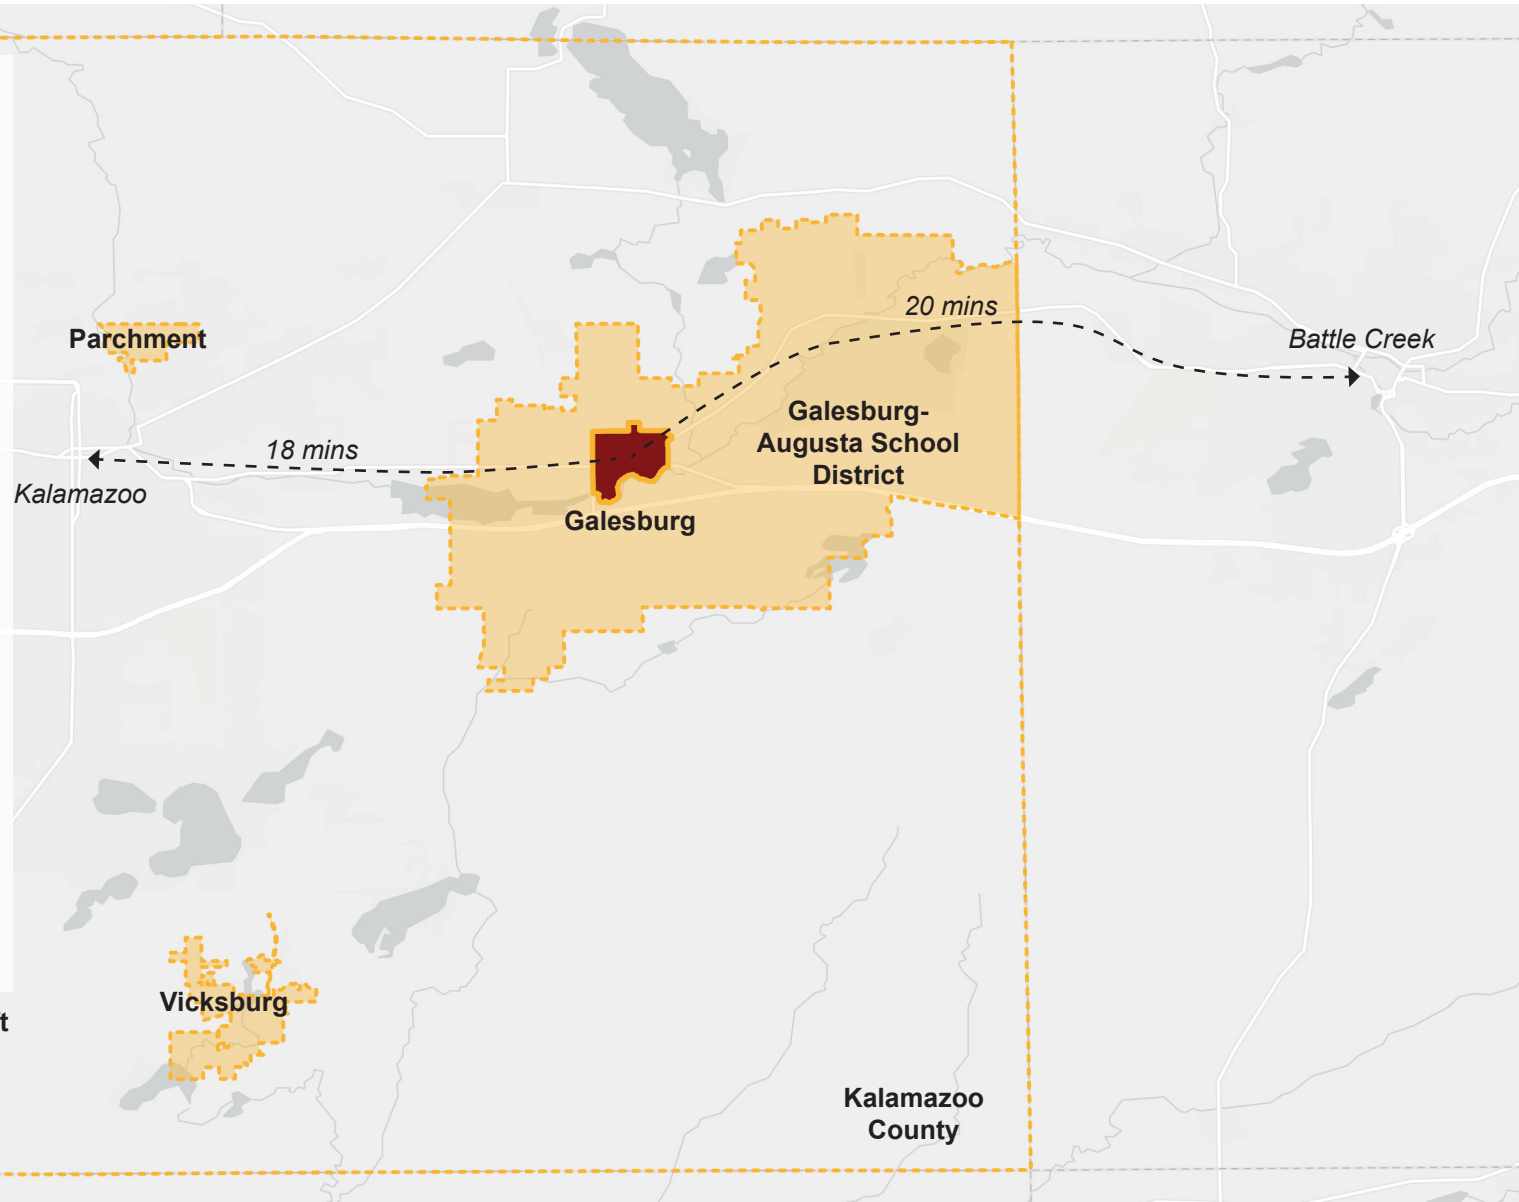 20 mins
Parchment
Battle Creek
Galesburg-
Augusta School
District
18 mins
Kalamazoo
Galesburg
Vicksburg
t
Kalamazoo
County